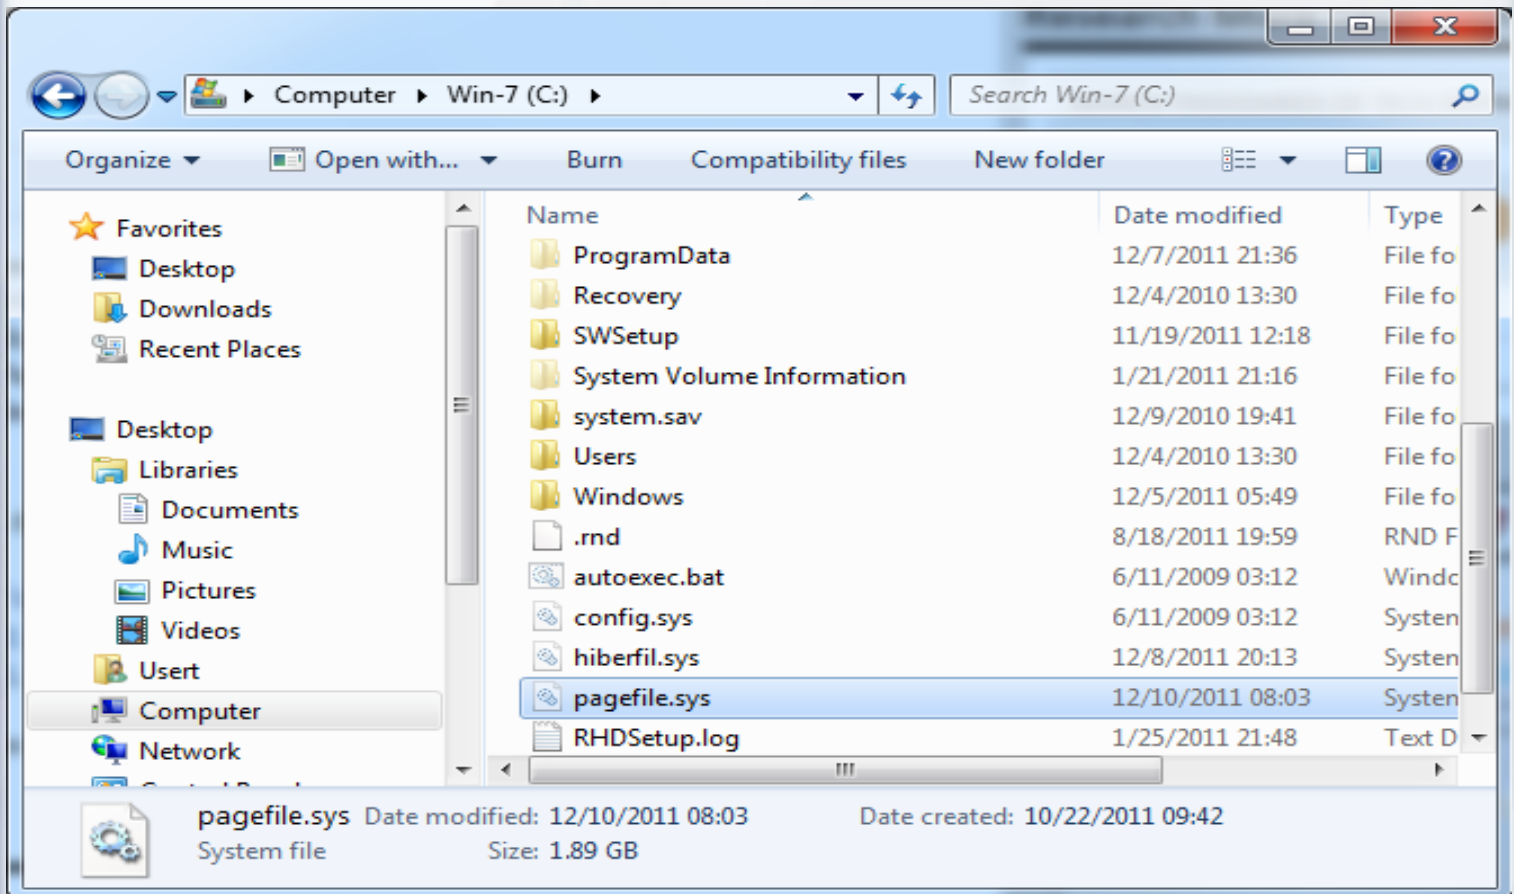 Computer Win-7 (C:) Search Win-7 (C:)
Organize Open with... Burn Compatibility files New folder
Favorites
Desktop
Downloads
Recent Places
Desktop
Libraries
Documents
Music
Pictures
Videos
Usert
Computer
Network
Name Date modified Type
ProgramData 12/7/2011 21:36 File fo
Recovery 12/4/2010 13:30 File fo
SWSetup 11/19/2011 12:18 File fo
System Volume Information 1/21/2011 21:16 File fo
system.sav 12/9/2010 19:41 File fo
Users 12/4/2010 13:30 File fo
Windows 12/5/2011 05:49 File fo
.rnd 8/18/2011 19:59 RND F
autoexec.bat 6/11/2009 03:12 Windo
config.sys 6/11/2009 03:12 System
hiberfil.sys 12/8/2011 20:13 System
pagefile.sys 12/10/2011 08:03 System
RHDSetup.log 1/25/2011 21:48 Text D
pagefile.sys Date modified: 12/10/2011 08:03 Date created: 10/22/2011 09:42
System file Size: 1.89 GB